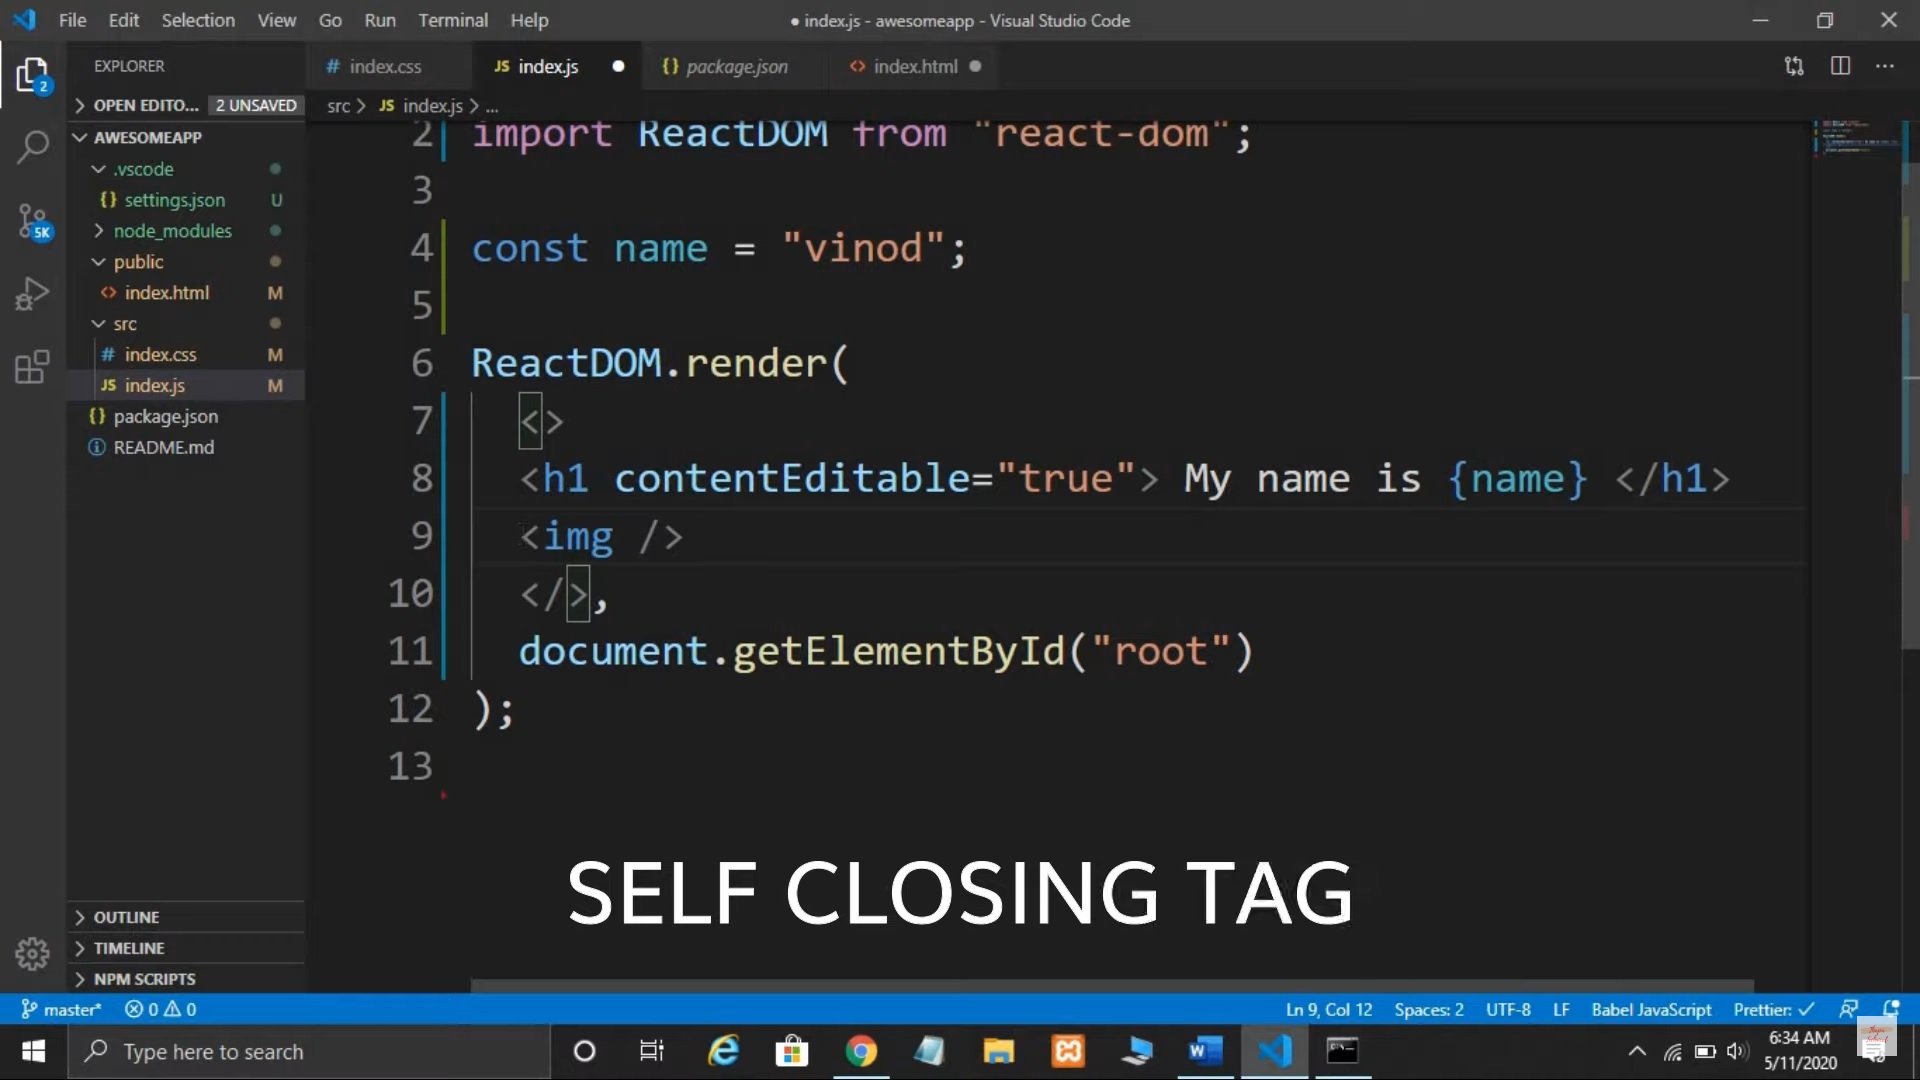 File Edit Selection View Go Run Terminal Help
● index.js - awesomeapp - Visual Studio Code
EXPLORER
OPEN EDITO... 2 UNSAVED
AWESOMEAPP
.vscode
{} settings.json U
node_modules
public
<> index.html M
src
# index.css M
JS index.js M
{} package.json
README.md
OUTLINE
TIMELINE
NPM SCRIPTS
2
5K
# index.css JS index.js ● {} package.json <> index.html ●
src > JS index.js > ...
2 import ReactDOM from "react-dom";
3
4 const name = "vinod";
5
6 ReactDOM.render(
7 <>
8 <h1 contentEditable="true"> My name is {name} </h1>
9 <img />
10 </>,
11 document.getElementById("root")
12 );
13
SELF CLOSING TAG
master* 0 0 Ln 9, Col 12 Spaces: 2 UTF-8 LF Babel JavaScript Prettier: ✓
Type here to search
6:34 AM
5/11/2020